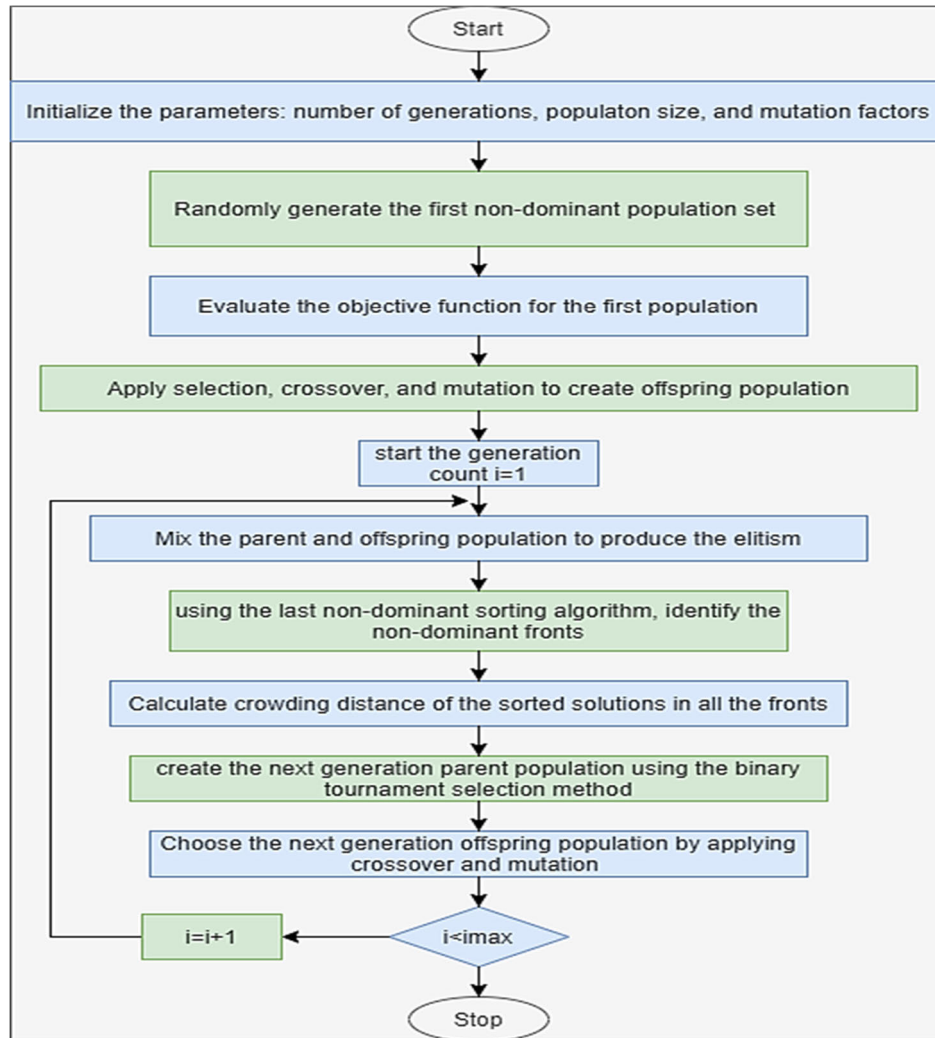 Start
Initialize the parameters: number of generations, populaton size, and mutation factors
Randomly generate the first non-dominant population set
Evaluate the objective function for the first population
Apply selection, crossover, and mutation to create offspring population
start the generation
count i=1
Mix the parent and offspring population to produce the elitism
using the last non-dominant sorting algorithm, identify the
non-dominant fronts
Calculate crowding distance of the sorted solutions in all the fronts
create the next generation parent population using the binary
tournament selection method
Choose the next generation offspring population by applying
crossover and mutation
i=i+1
i<imax
Stop